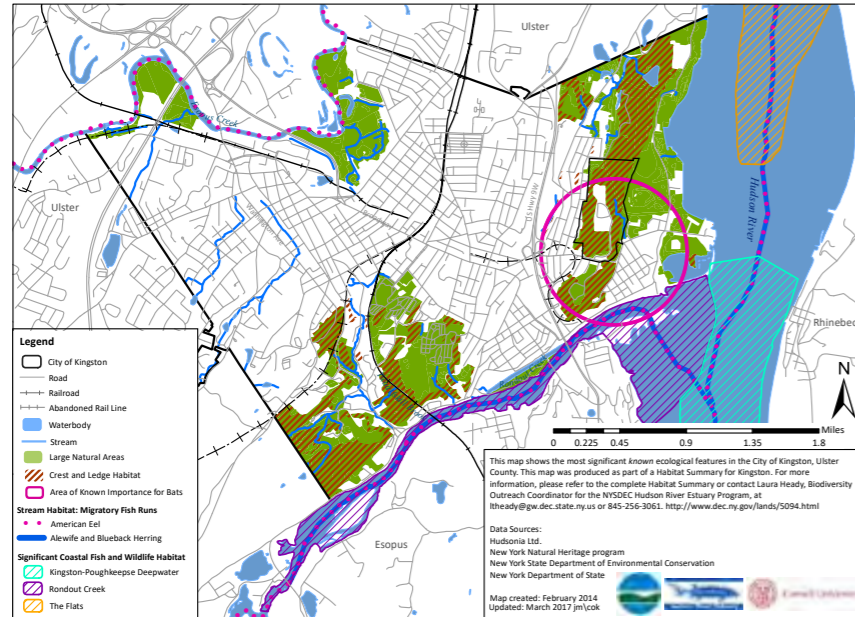 Ulster
Esopus Creek
US Hwy 9W
Hudson River
Ulster
Rhinebec
Rondout Creek
Esopus
N
Miles
0 0.225 0.45 0.9 1.35 1.8
Legend
City of Kingston
Road
Railroad
Abandoned Rail Line
Waterbody
Stream
Large Natural Areas
Crest and Ledge Habitat
Area of Known Importance for Bats
Stream Habitat: Migratory Fish Runs
American Eel
Alewife and Blueback Herring
Significant Coastal Fish and Wildlife Habitat
Kingston-Poughkeepse Deepwater
Rondout Creek
The Flats
This map shows the most significant known ecological features in the City of Kingston, Ulster
County. This map was produced as part of a Habitat Summary for Kingston. For more
information, please refer to the complete Habitat Summary or contact Laura Heady, Biodiversity
Outreach Coordinator for the NYSDEC Hudson River Estuary Program, at
ltheady@gw.dec.state.ny.us or 845-256-3061. http://www.dec.ny.gov/lands/5094.html
Data Sources:
Hudsonia Ltd.
New York Natural Heritage program
New York State Department of Environmental Conservation
New York Department of State
Map created: February 2014
Updated: March 2017 jm\cok
Cornell University